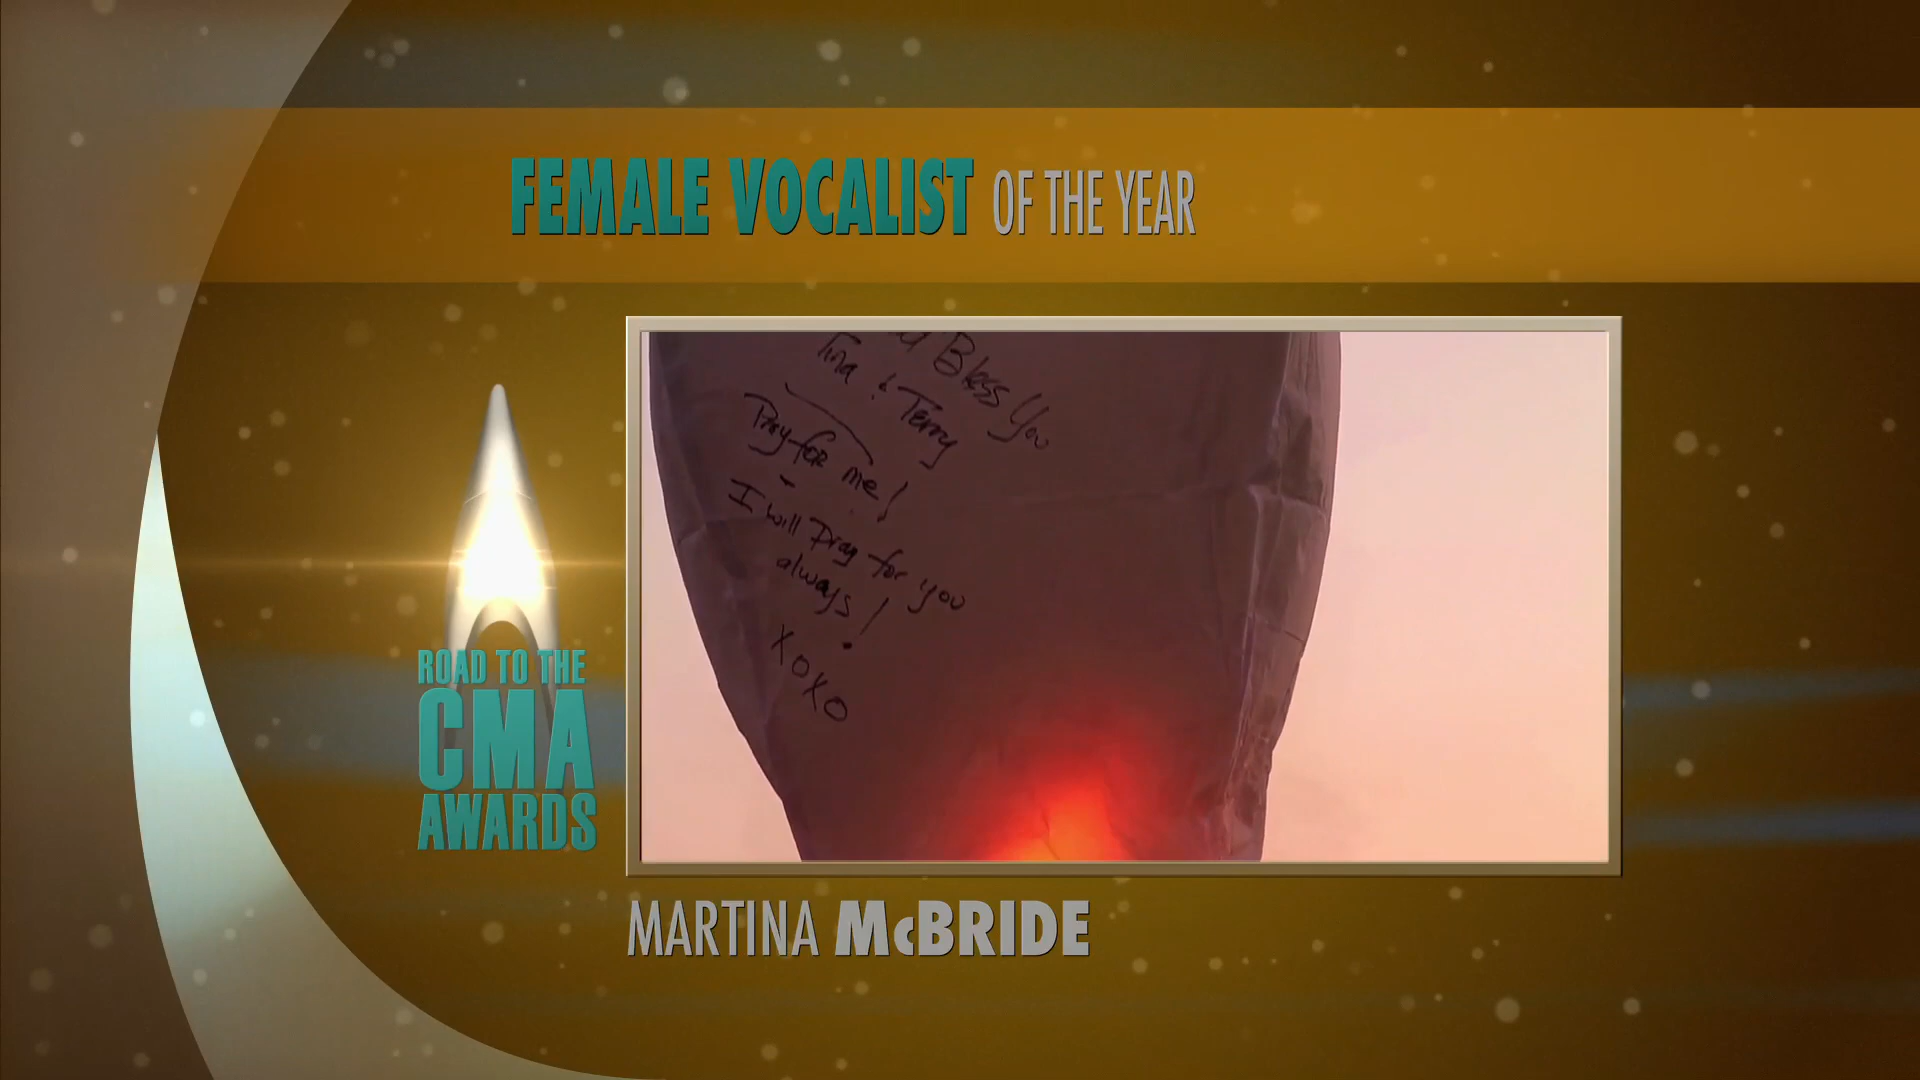 FEMALE VOCALIST OF THE YEAR
Bless You
Tina & Terry
Pray for me!
I will Pray for you
always!
XOXO
ROAD TO THE
CMA
AWARDS
MARTINA McBRIDE